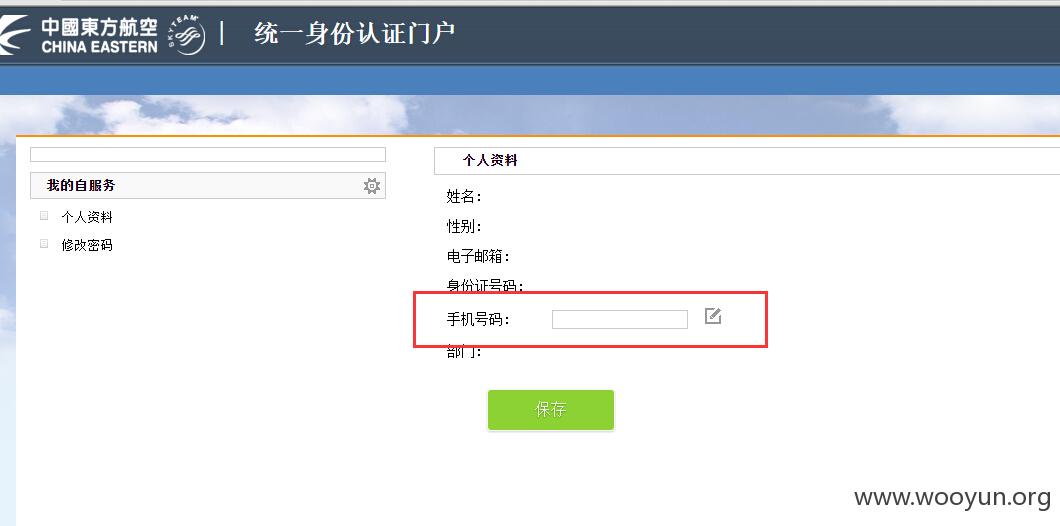 中國東方航空
CHINA EASTERN
SKYTEAM
统一身份认证门户
我的自服务
个人资料
修改密码
个人资料
姓名:
性别:
电子邮箱:
身份证号码:
手机号码:
部门:
保存
www.wooyun.org